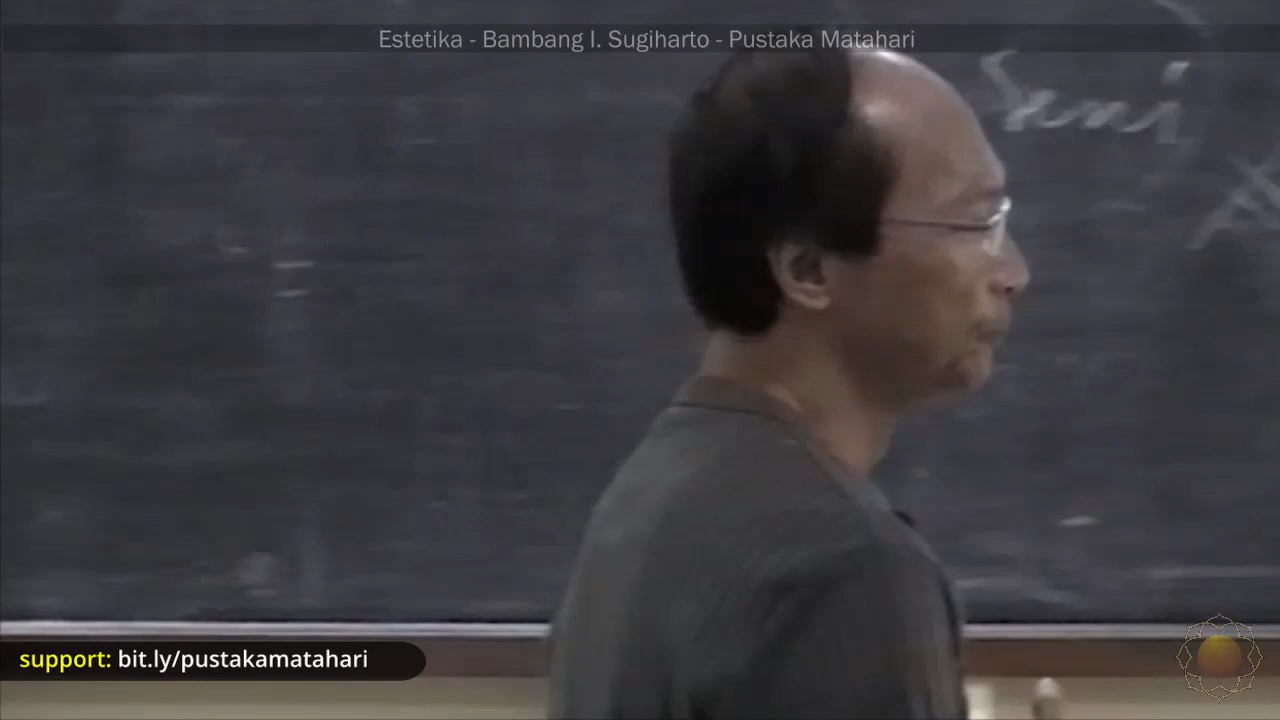 Estetika - Bambang I. Sugiharto - Pustaka Matahari
Seni
support: bit.ly/pustakamatahari